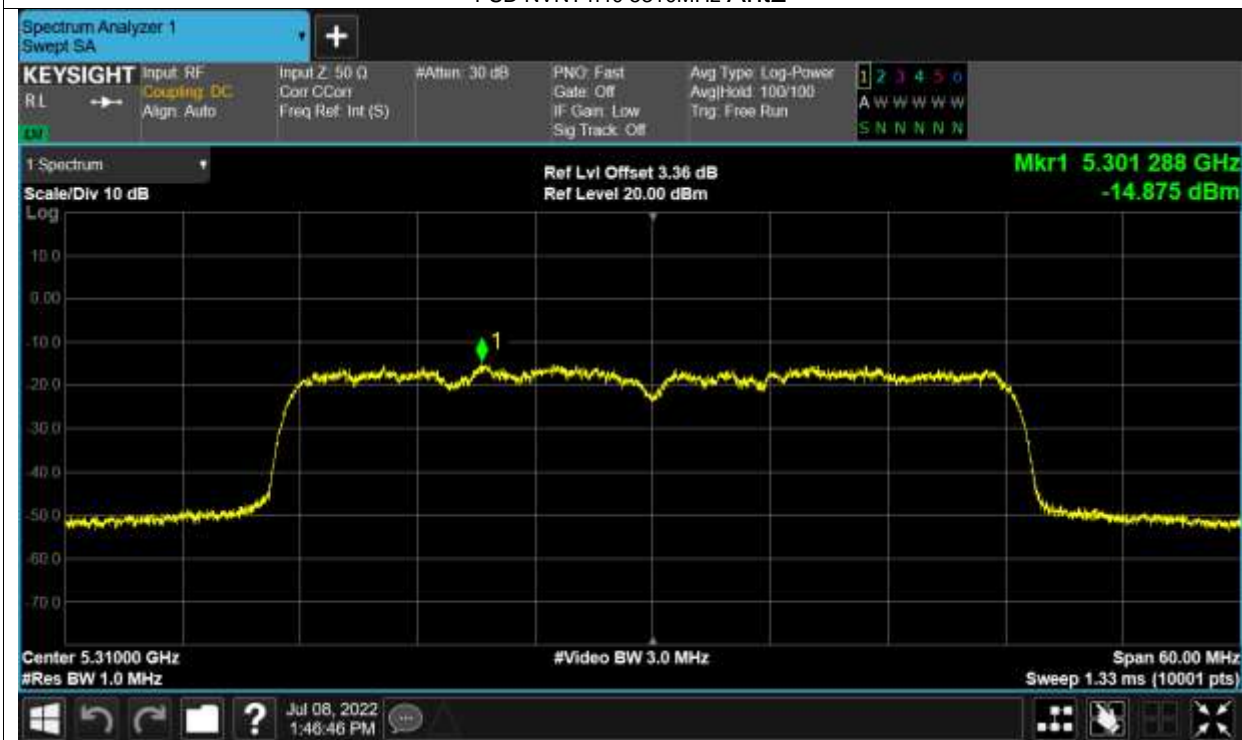 Spectrum Analyzer 1
Swept SA
KEYSIGHT
Input: RF
Coupling: DC
Align: Auto
Input Z: 50 Ω
Corr CCorr
Freq Ref: Int (S)
#Atten: 30 dB
PNO: Fast
Gate: Off
IF Gain: Low
Sig Track: Off
Avg Type: Log-Power
Avg|Hold: 100/100
Trig: Free Run
1 2 3 4 5 6
A W W W W W
S N N N N N
RL
1 Spectrum
Scale/Div 10 dB
Log
Ref Lvl Offset 3.36 dB
Ref Level 20.00 dBm
Mkr1 5.301 288 GHz
-14.875 dBm
10.0
0.00
-10.0
-20.0
-30.0
-40.0
-50.0
-60.0
-70.0
1
Center 5.31000 GHz
#Res BW 1.0 MHz
#Video BW 3.0 MHz
Span 60.00 MHz
Sweep 1.33 ms (10001 pts)
Jul 08, 2022
1:46:46 PM